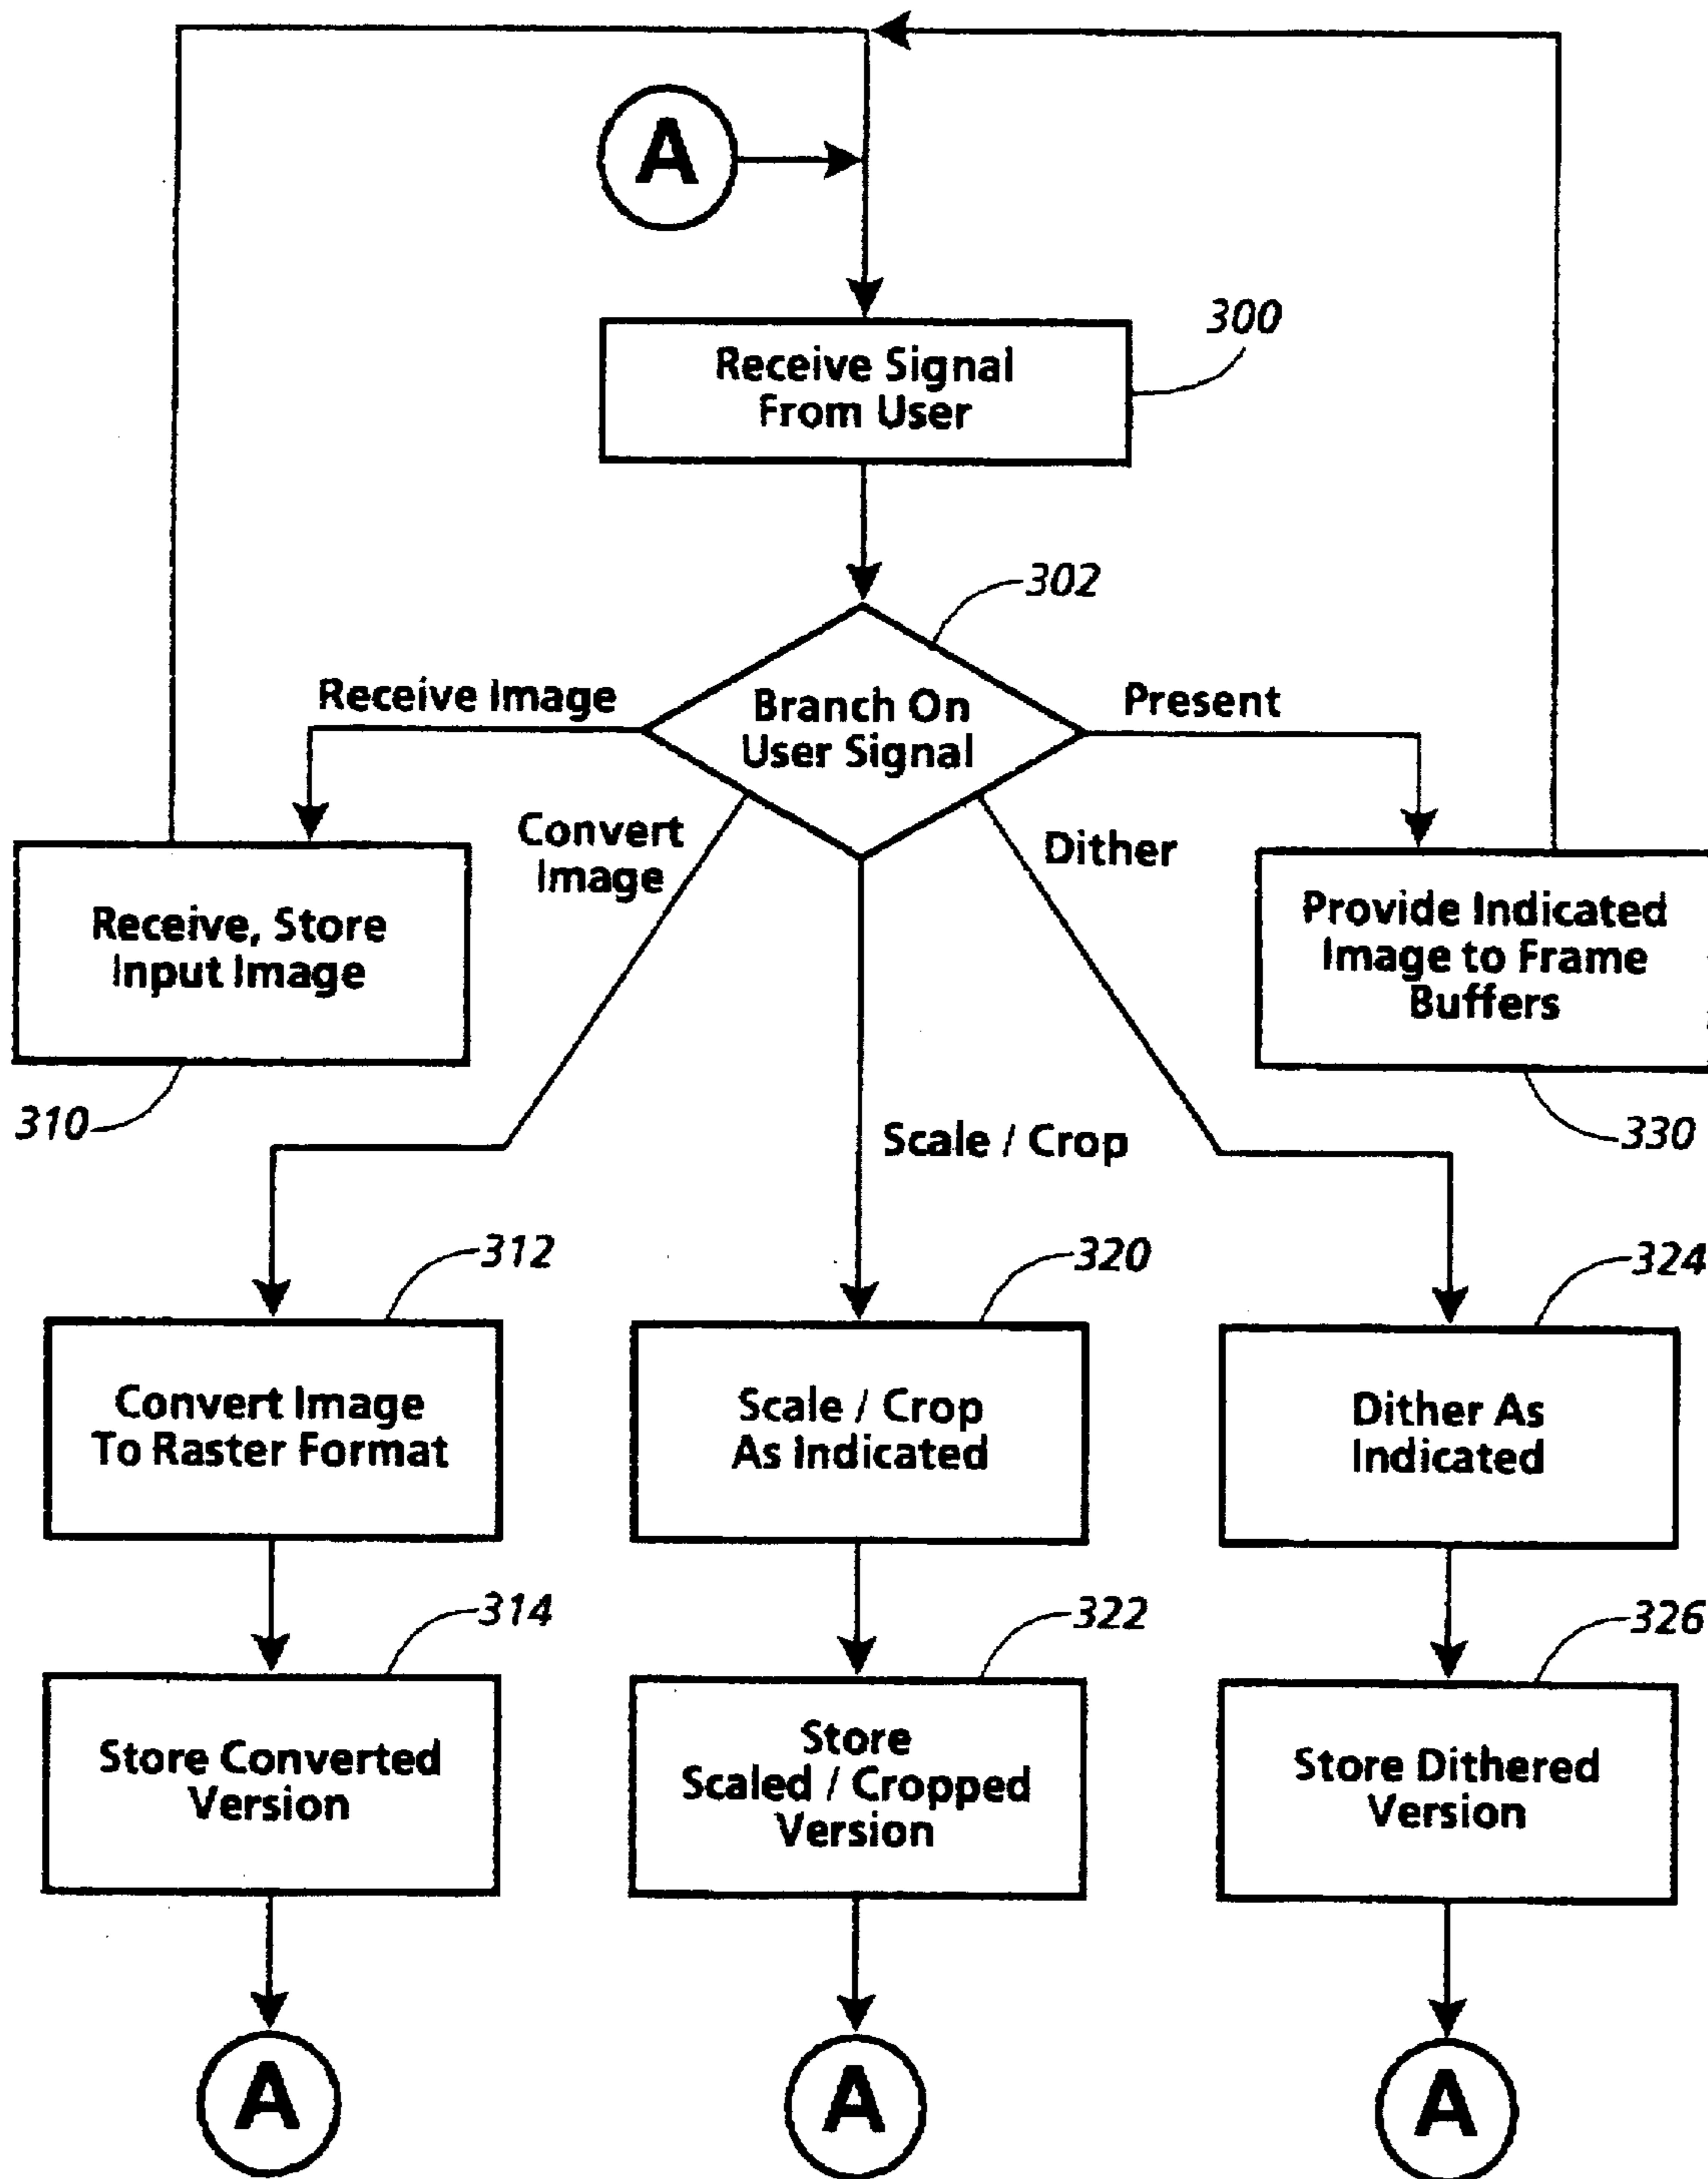 A
300
Receive Signal
From User
302
Branch On
User Signal
Receive Image
Present
Convert
Image
Dither
Receive, Store
Input Image
Provide Indicated
Image to Frame
Buffers
310
330
Scale / Crop
312
320
324
Convert Image
To Raster Format
Scale / Crop
As Indicated
Dither As
Indicated
314
322
326
Store Converted
Version
Store
Scaled / Cropped
Version
Store Dithered
Version
A
A
A